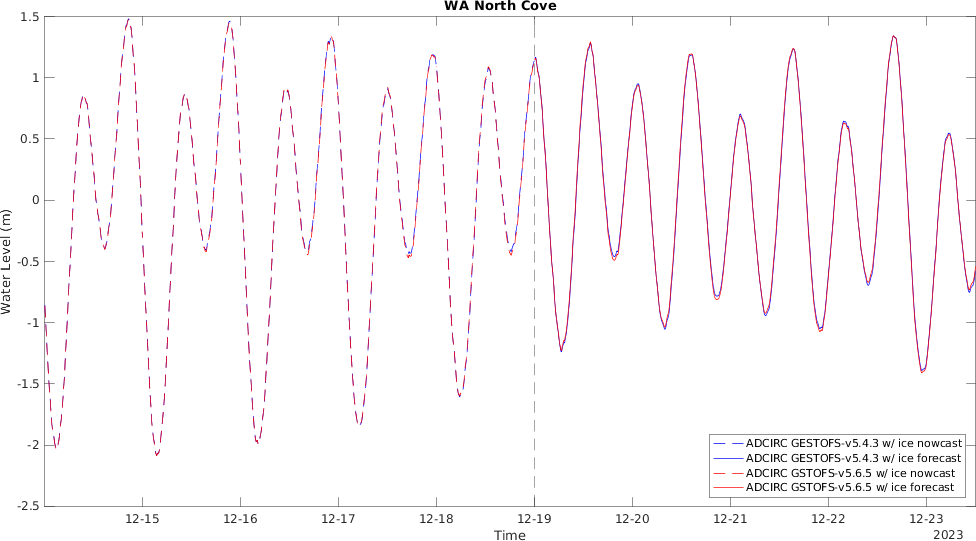 WA North Cove
1.5
1
0.5
0
-0.5
-1
-1.5
-2
-2.5
Water Level (m)
12-15 12-16 12-17 12-18 12-19 12-20 12-21 12-22 12-23
Time
2023
ADCIRC GESTOFS-v5.4.3 w/ ice nowcast
ADCIRC GESTOFS-v5.4.3 w/ ice forecast
ADCIRC GSTOFS-v5.6.5 w/ ice nowcast
ADCIRC GSTOFS-v5.6.5 w/ ice forecast